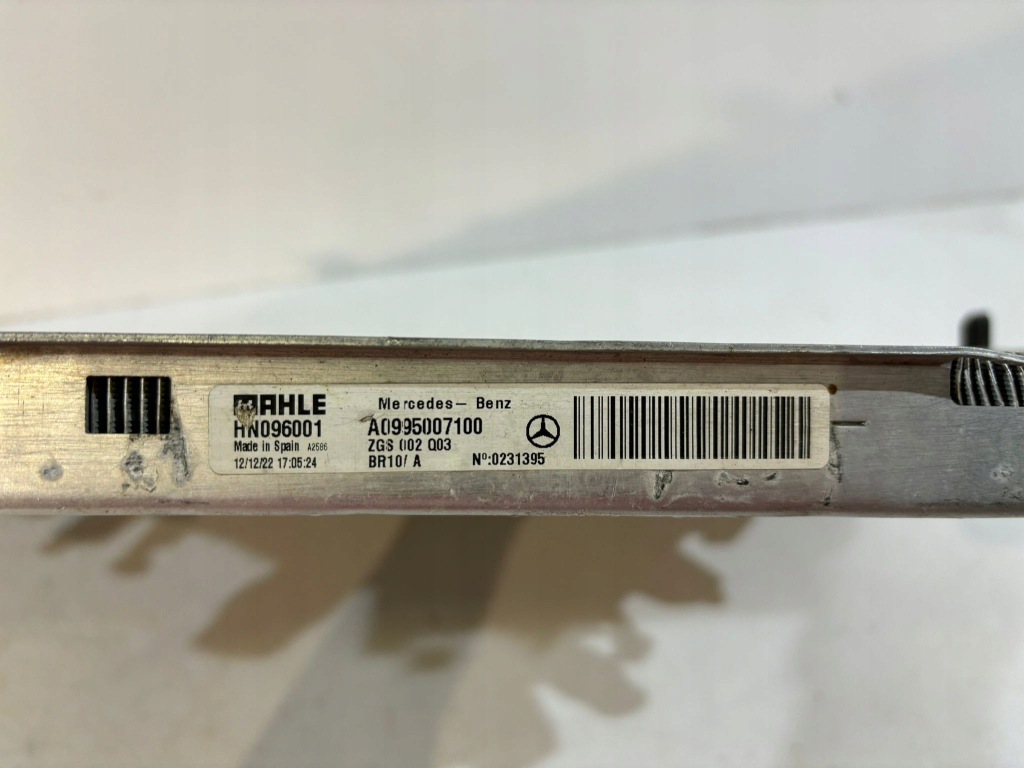 MAHLE
HN096001
Made in Spain A2586
12/12/22 17:05:24
Mercedes-Benz
A0995007100
ZGS 002 Q03
BR10/ A Nº:0231395